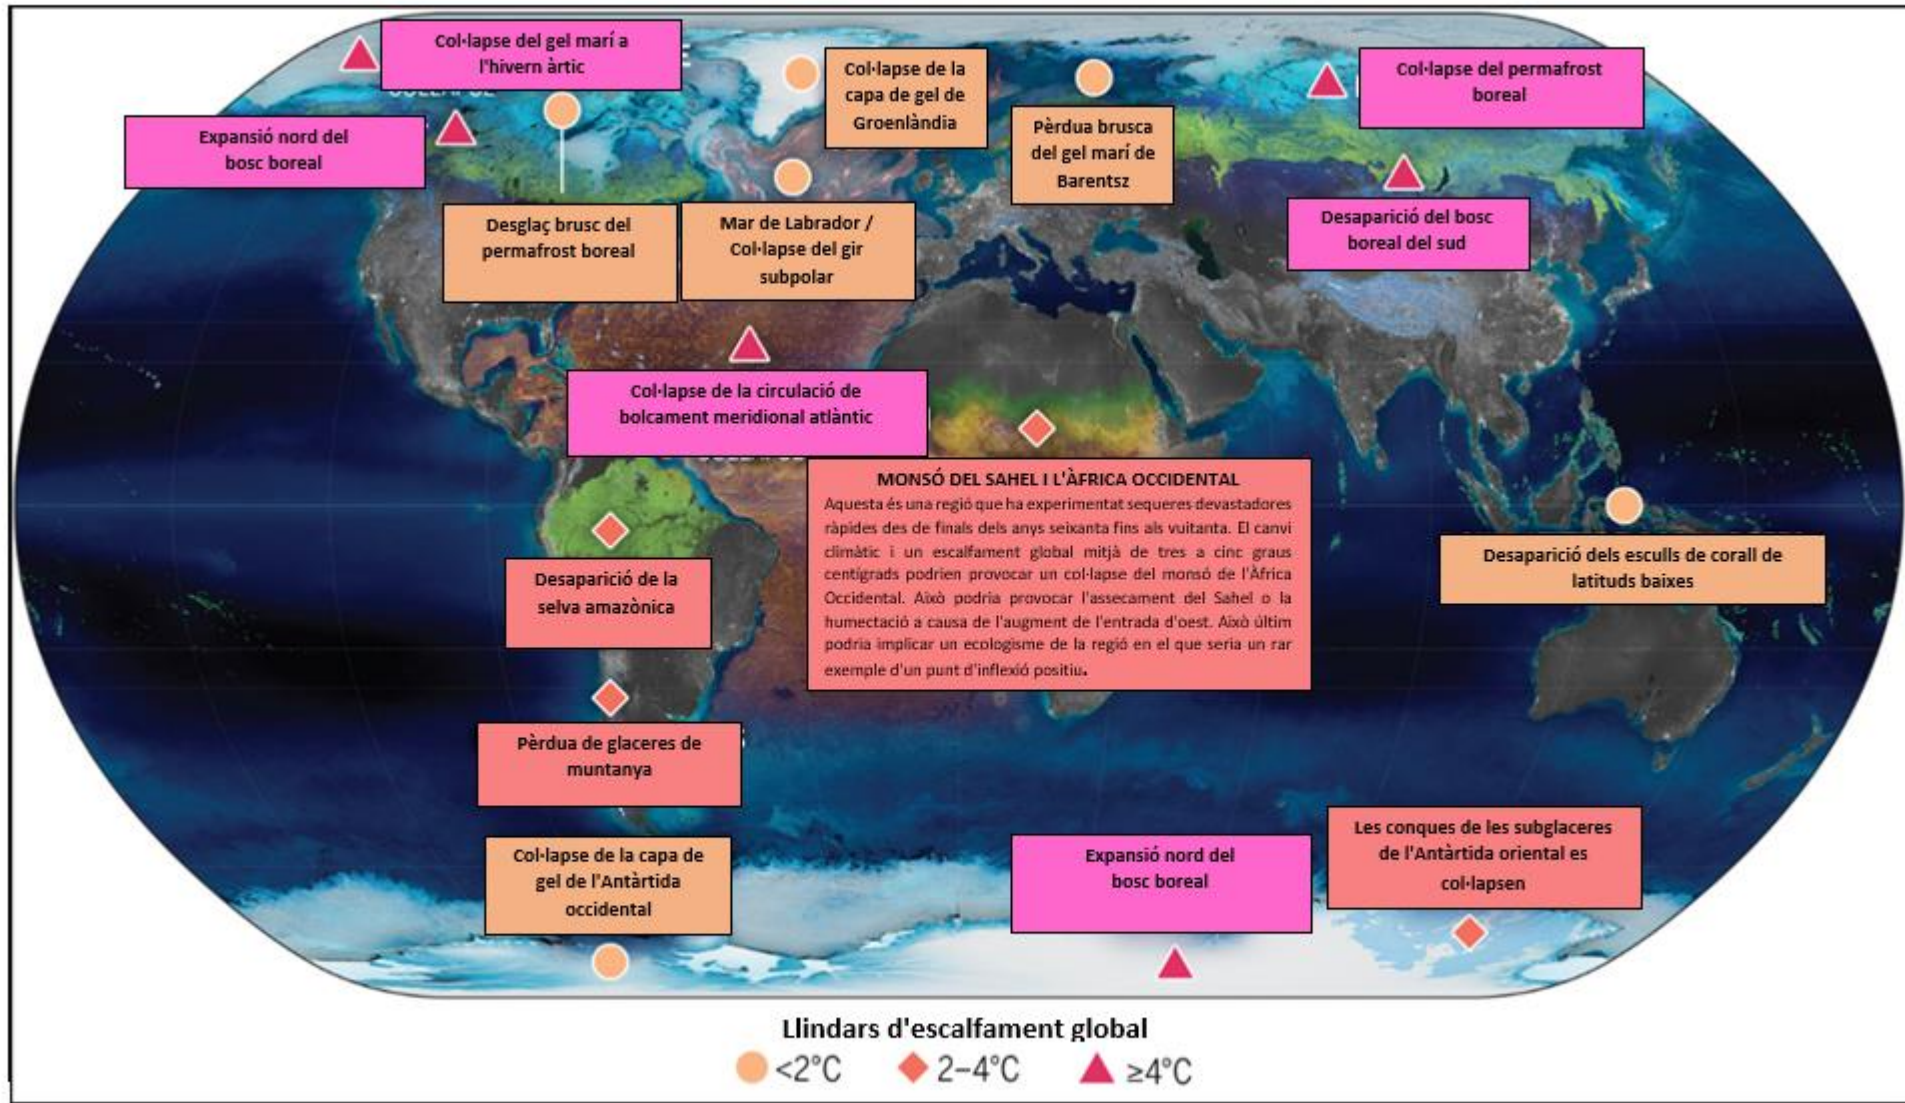 Col·lapse del gel marí a
l'hivern àrtic
Col·lapse de la
capa de gel de
Groenlàndia
Col·lapse del permafrost
boreal
Expansió nord del
bosc boreal
Pèrdua brusca
del gel marí de
Barentsz
Desglaç brusc del
permafrost boreal
Mar de Labrador /
Col·lapse del gir
subpolar
Desaparició del bosc
boreal del sud
Col·lapse de la circulació de
bolcament meridional atlàntic
MONSÓ DEL SAHEL I L'ÀFRICA OCCIDENTAL
Aquesta és una regió que ha experimentat sequeres devastadores
ràpides des de finals dels anys seixanta fins als vuitanta. El canvi
climàtic i un escalfament global mitjà de tres a cinc graus
centígrads podrien provocar un col·lapse del monsó de l'Àfrica
Occidental. Això podria provocar l'assecament del Sahel o la
humectació a causa de l'augment de l'entrada d'oest. Això últim
podria implicar un ecologisme de la regió en el que seria un rar
exemple d'un punt d'inflexió positiu.
Desaparició dels esculls de corall de
latituds baixes
Desaparició de la
selva amazònica
Pèrdua de glaceres de
muntanya
Col·lapse de la capa de
gel de l'Antàrtida
occidental
Expansió nord del
bosc boreal
Les conques de les subglaceres
de l'Antàrtida oriental es
col·lapsen
Llindars d'escalfament global
<2°C 2–4°C ≥4°C